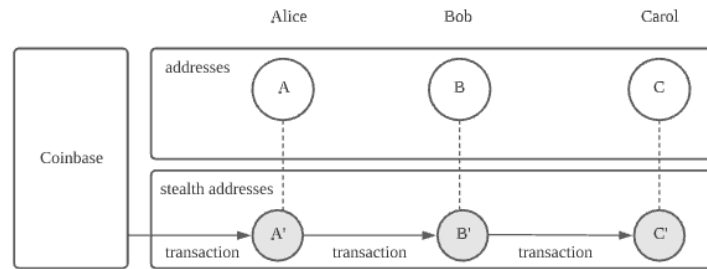 Alice Bob Carol
addresses
A B C
Coinbase
stealth addresses
A' B' C'
transaction transaction transaction